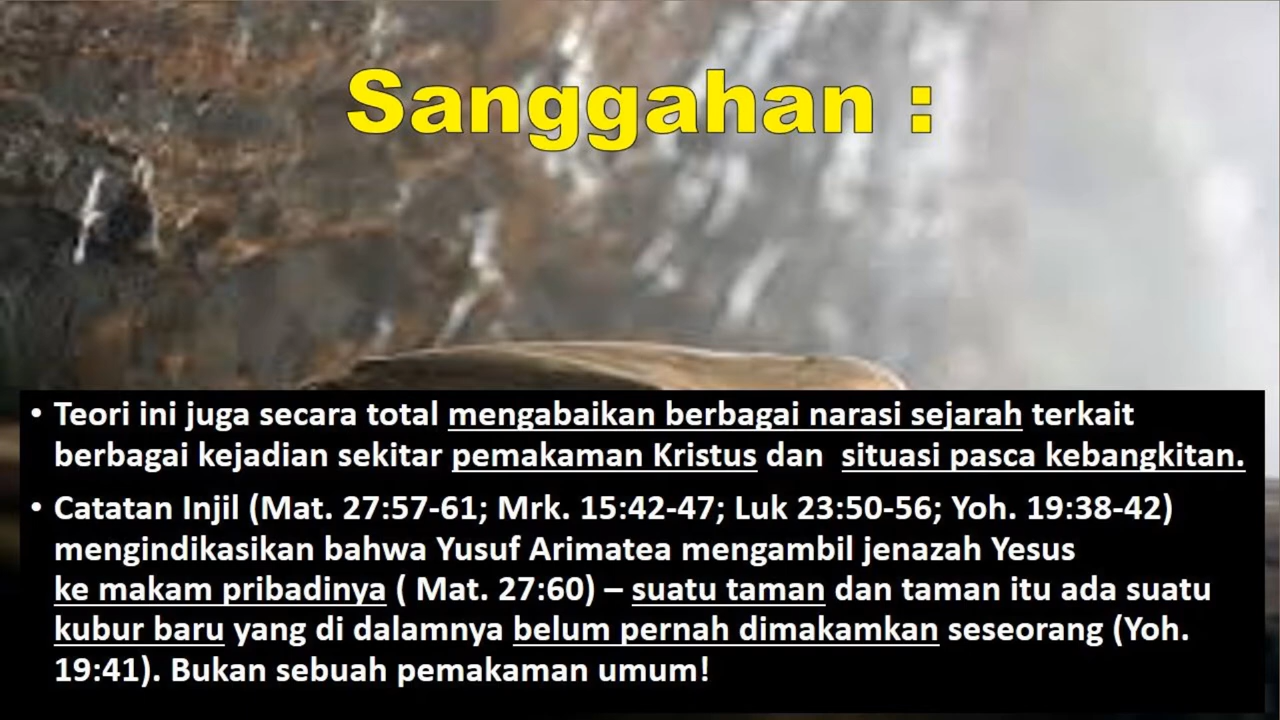 Sanggahan :
• Teori ini juga secara total mengabaikan berbagai narasi sejarah terkait
berbagai kejadian sekitar pemakaman Kristus dan  situasi pasca kebangkitan.
• Catatan Injil (Mat. 27:57-61; Mrk. 15:42-47; Luk 23:50-56; Yoh. 19:38-42)
mengindikasikan bahwa Yusuf Arimatea mengambil jenazah Yesus
ke makam pribadinya ( Mat. 27:60) – suatu taman dan taman itu ada suatu
kubur baru yang di dalamnya belum pernah dimakamkan seseorang (Yoh.
19:41). Bukan sebuah pemakaman umum!